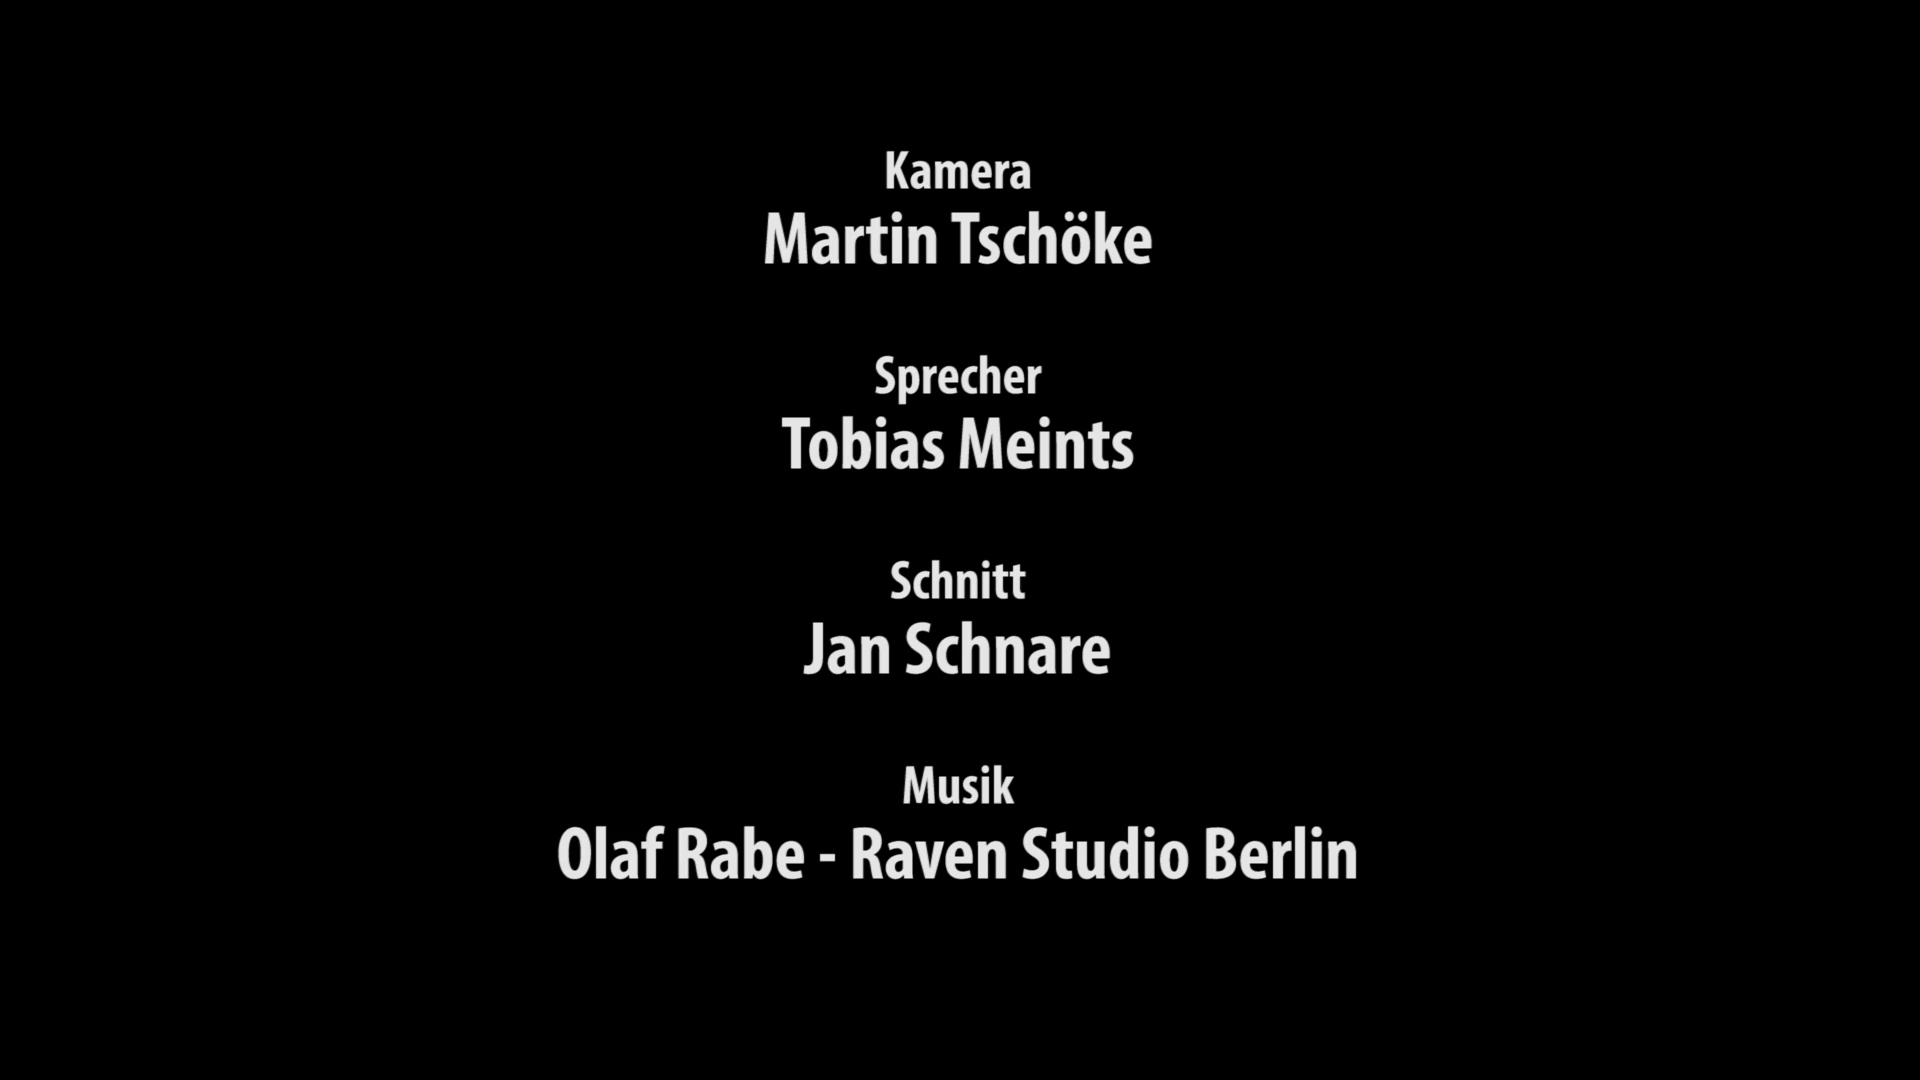 Kamera
Martin Tschöke
Sprecher
Tobias Meints
Schnitt
Jan Schnare
Musik
Olaf Rabe - Raven Studio Berlin